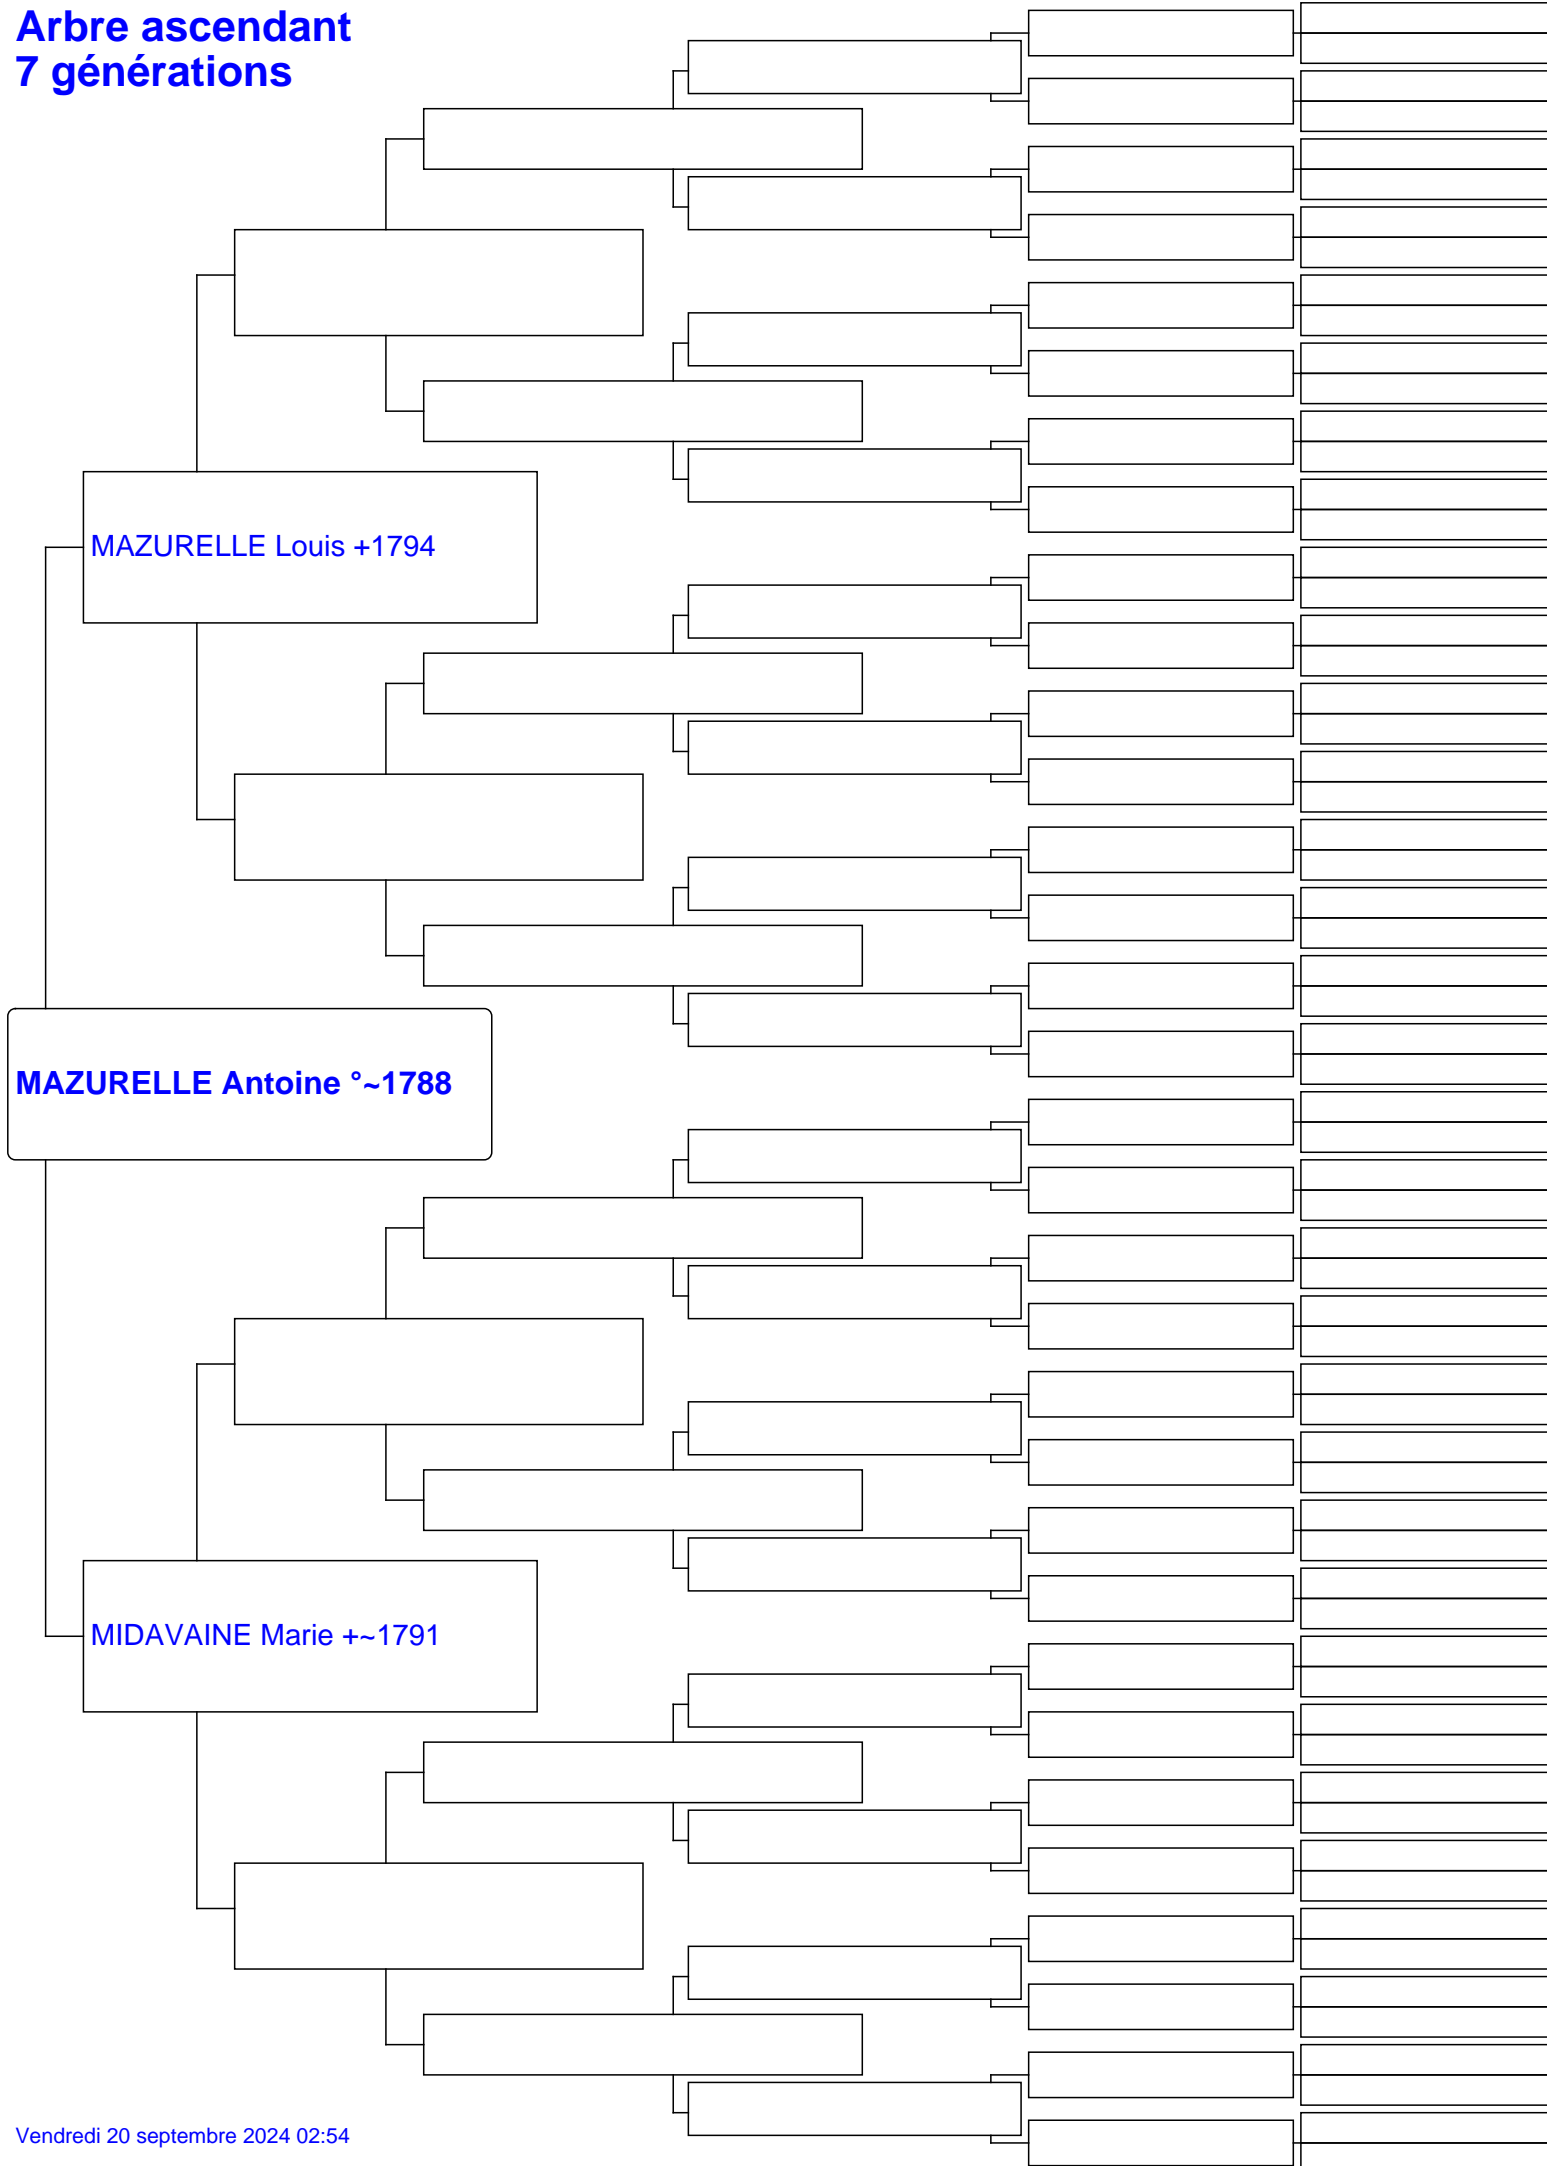 Arbre ascendant
7 générations
MAZURELLE Louis +1794
MAZURELLE Antoine °~1788
MIDAVAINE Marie +~1791
Vendredi 20 septembre 2024 02:54